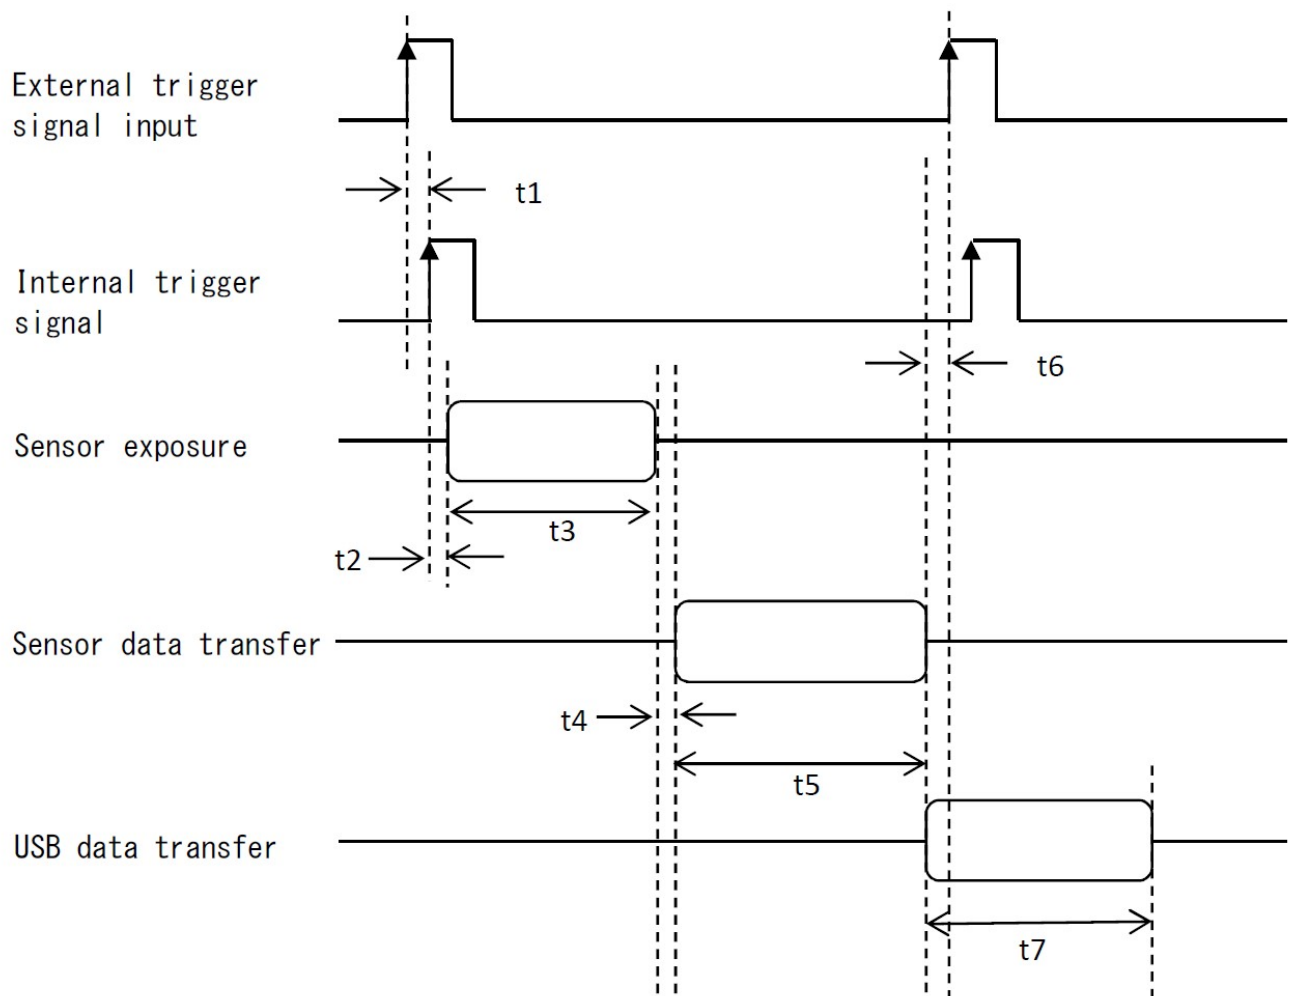 External trigger
signal input
t1
Internal trigger
signal
t6
Sensor exposure
t3
t2
Sensor data transfer
t4
t5
USB data transfer
t7